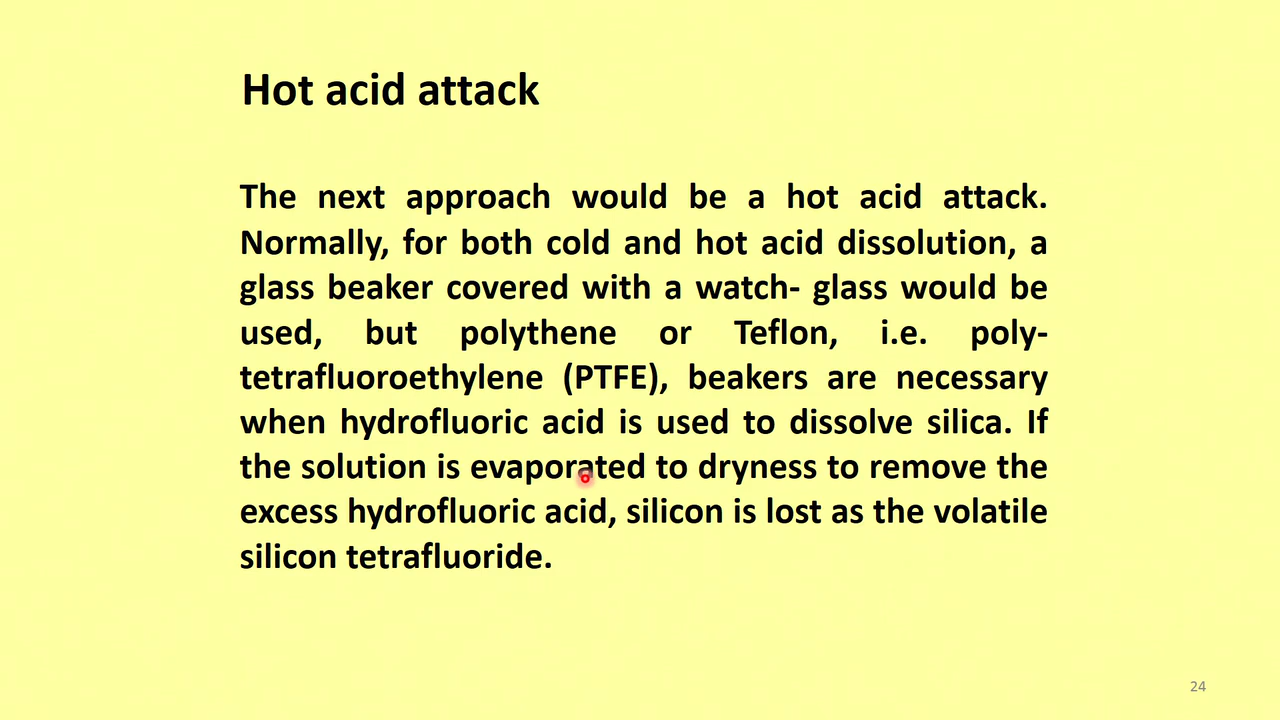 Hot acid attack
The next approach would be a hot acid attack.
Normally, for both cold and hot acid dissolution, a
glass beaker covered with a watch- glass would be
used, but polythene or Teflon, i.e. poly-
tetrafluoroethylene (PTFE), beakers are necessary
when hydrofluoric acid is used to dissolve silica. If
the solution is evaporated to dryness to remove the
excess hydrofluoric acid, silicon is lost as the volatile
silicon tetrafluoride.
24